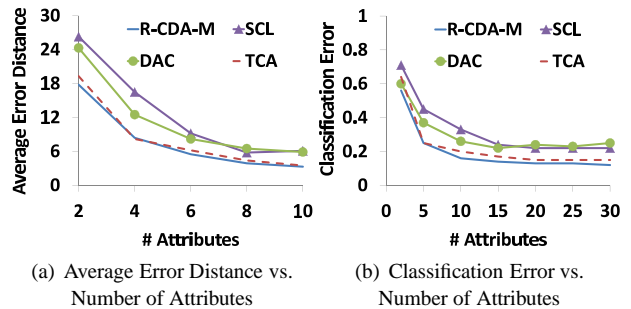 Average Error Distance
30
24
18
12
6
0
R-CDA-M
SCL
DAC
TCA
2 4 6 8 10
# Attributes
(a) Average Error Distance vs.
Number of Attributes
Classification Error
1
0.8
0.6
0.4
0.2
0
R-CDA-M
SCL
DAC
TCA
0 5 10 15 20 25 30
# Attributes
(b) Classification Error vs.
Number of Attributes